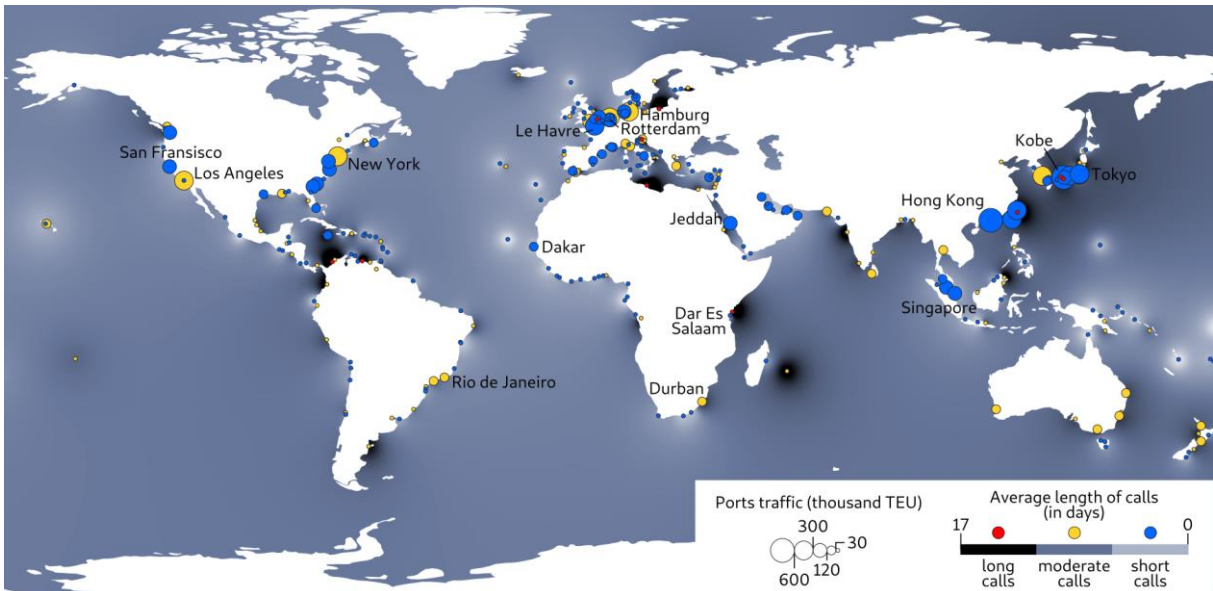 Hamburg
Le Havre
Rotterdam
San Fransisco
New York
Los Angeles
Kobe
Tokyo
Hong Kong
Jeddah
Dakar
Singapore
Dar Es
Salaam
Rio de Janeiro
Durban
Ports traffic (thousand TEU)
300
30
120
600
Average length of calls
(in days)
17
0
long
calls
moderate
calls
short
calls